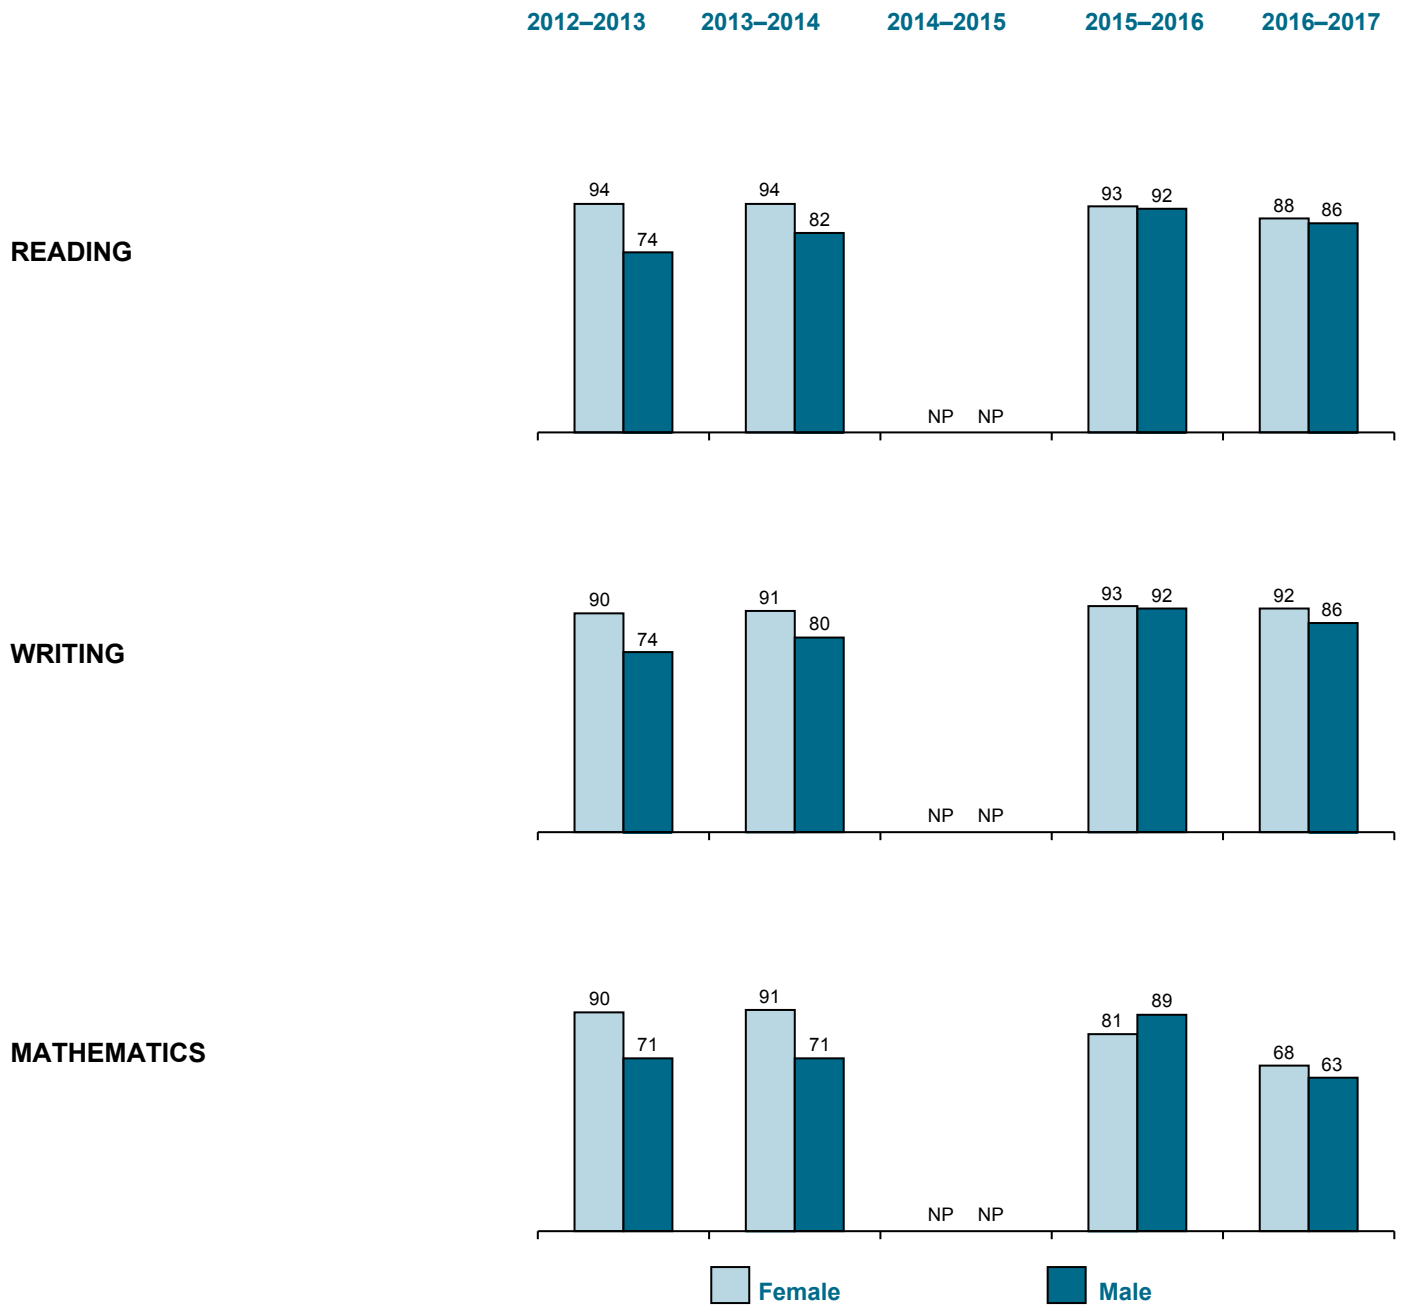 2012–2013 2013–2014 2014–2015 2015–2016 2016–2017
READING
94 74 94 82 NP NP 93 92 88 86
WRITING
90 74 91 80 NP NP 93 92 92 86
MATHEMATICS
90 71 91 71 NP NP 81 89 68 63
Female Male